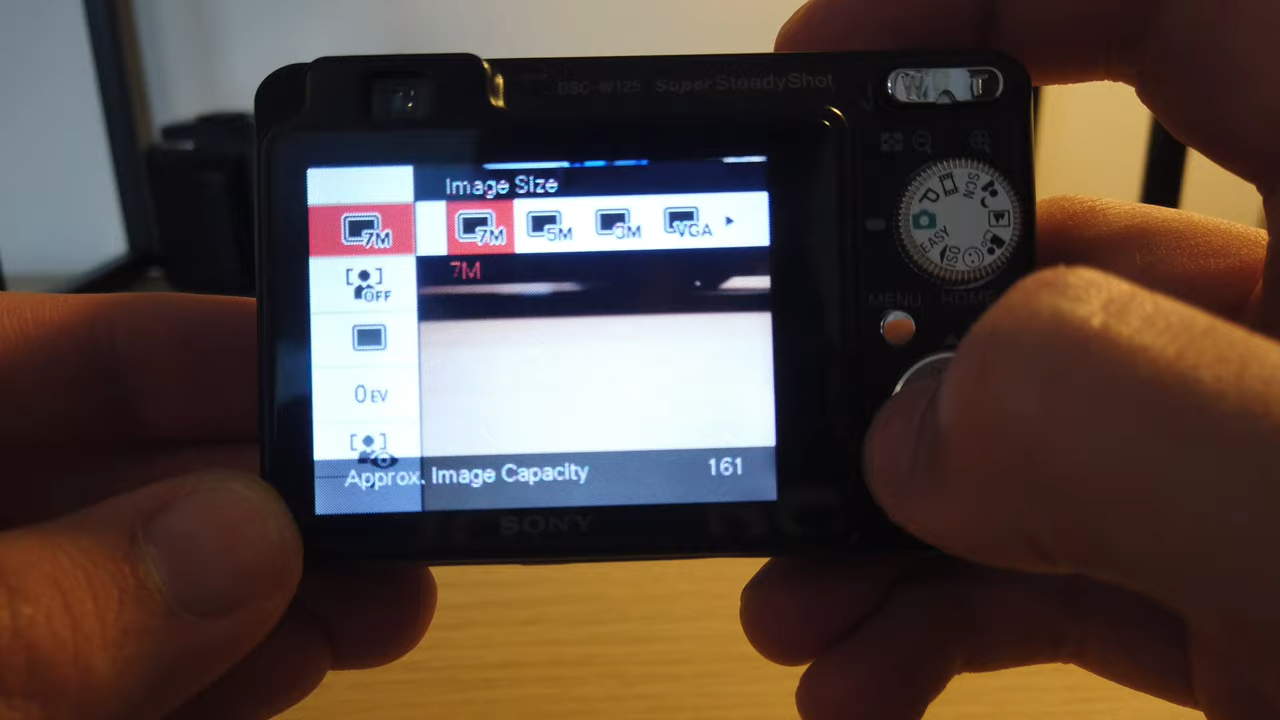 DSC-W125 Super SteadyShot
W T
Image Size
7M 7M 5M 3M VGA
7M
OFF
0 EV
Approx. Image Capacity 161
P
SCN
EASY
ISO
MENU HOME
SONY